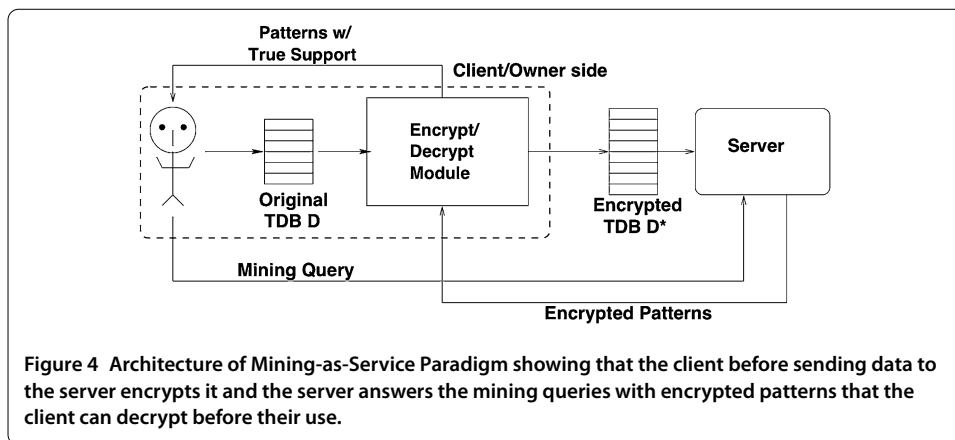 Patterns w/
True Support
Client/Owner side
Encrypt/
Decrypt
Module
Server
Original
TDB D
Encrypted
TDB D*
Mining Query
Encrypted Patterns
Figure 4 Architecture of Mining-as-Service Paradigm showing that the client before sending data to
the server encrypts it and the server answers the mining queries with encrypted patterns that the
client can decrypt before their use.